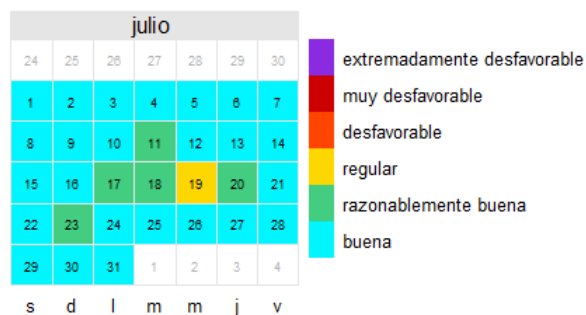 julio
24 25 26 27 28 29 30
1 2 3 4 5 6 7
8 9 10 11 12 13 14
15 16 17 18 19 20 21
22 23 24 25 26 27 28
29 30 31 1 2 3 4
s d l m m j v
extremadamente desfavorable
muy desfavorable
desfavorable
regular
razonablemente buena
buena